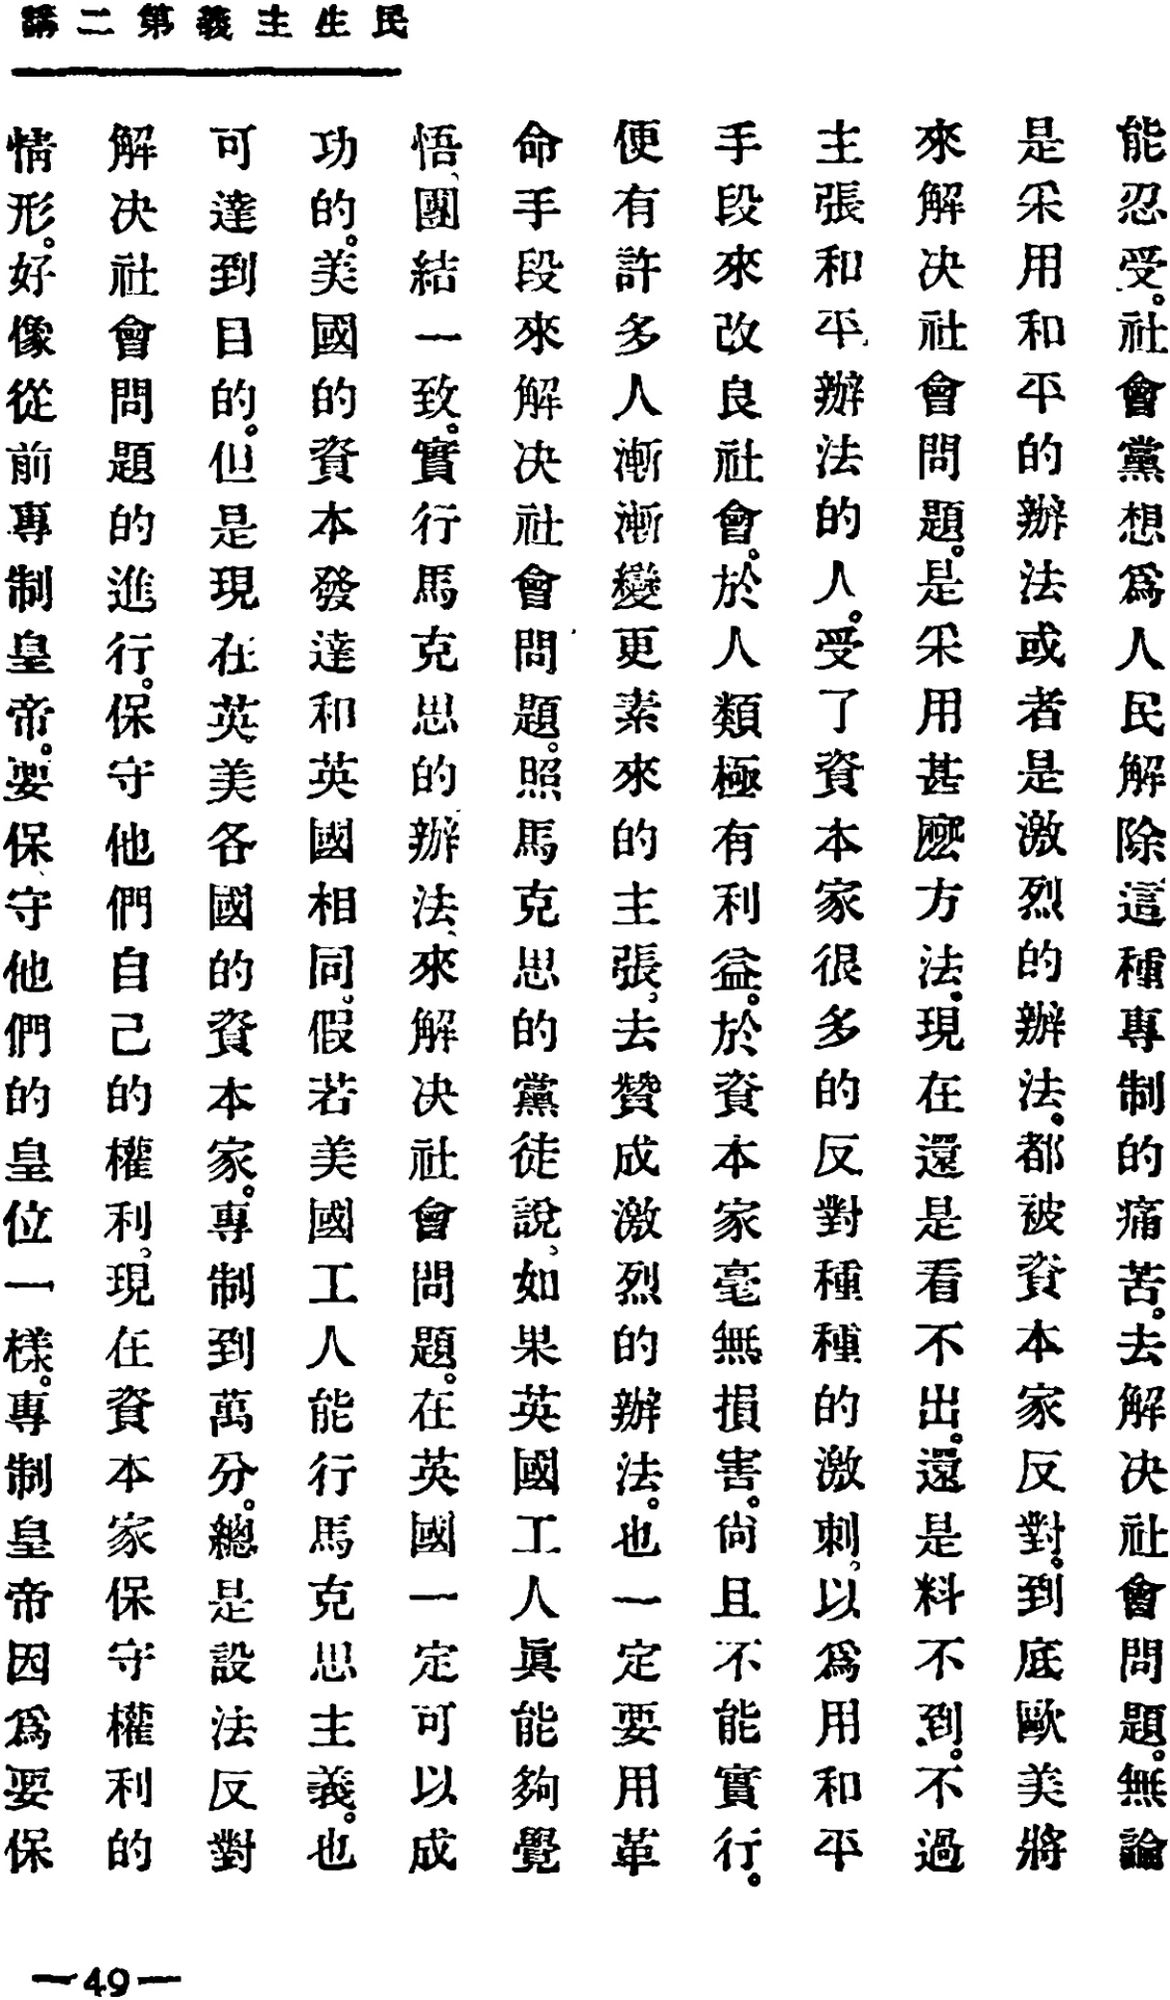 民生主義第二講
能忍受。社會黨想爲人民解除這種專制的痛苦。去解決社會問題。無論
是采用和平的辦法或者是激烈的辦法。都被資本家反對。到底歐美將
來解決社會問題。是采用甚麽方法。現在還是看不出。還是料不到。不過
主張和平辦法的人。受了資本家很多的反對種種的激刺、以爲用和平
手段來改良社會。於人類極有利益。於資本家毫無損害。尙且不能實行。
便有許多人漸漸變更素來的主張、去贊成激烈的辦法。也一定要用革
命手段來解決社會問題。照馬克思的黨徒說、如果英國工人眞能夠覺
悟、團結一致。實行馬克思的辦法、來解決社會問題。在英國一定可以成
功的。美國的資本發達和英國相同、假若美國工人能行馬克思主義。也
可達到目的。但是現在英美各國的資本家。專制到萬分。總是設法反對
解決社會問題的進行。保守他們自己的權利、現在資本家保守權利的
情形。好像從前專制皇帝。要保守他們的皇位一樣。專制皇帝因爲要保
—49—